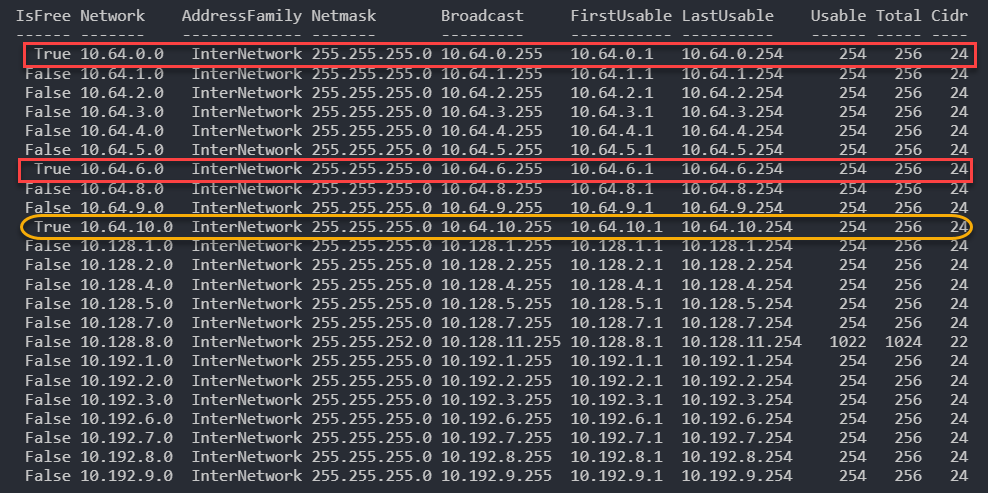 IsFree Network AddressFamily Netmask Broadcast FirstUsable LastUsable Usable Total Cidr
------ ------- ------------- ------- --------- ----------- ---------- ------ ----- ----
True 10.64.0.0 InterNetwork 255.255.255.0 10.64.0.255 10.64.0.1 10.64.0.254 254 256 24
False 10.64.1.0 InterNetwork 255.255.255.0 10.64.1.255 10.64.1.1 10.64.1.254 254 256 24
False 10.64.2.0 InterNetwork 255.255.255.0 10.64.2.255 10.64.2.1 10.64.2.254 254 256 24
False 10.64.3.0 InterNetwork 255.255.255.0 10.64.3.255 10.64.3.1 10.64.3.254 254 256 24
False 10.64.4.0 InterNetwork 255.255.255.0 10.64.4.255 10.64.4.1 10.64.4.254 254 256 24
False 10.64.5.0 InterNetwork 255.255.255.0 10.64.5.255 10.64.5.1 10.64.5.254 254 256 24
True 10.64.6.0 InterNetwork 255.255.255.0 10.64.6.255 10.64.6.1 10.64.6.254 254 256 24
False 10.64.8.0 InterNetwork 255.255.255.0 10.64.8.255 10.64.8.1 10.64.8.254 254 256 24
False 10.64.9.0 InterNetwork 255.255.255.0 10.64.9.255 10.64.9.1 10.64.9.254 254 256 24
True 10.64.10.0 InterNetwork 255.255.255.0 10.64.10.255 10.64.10.1 10.64.10.254 254 256 24
False 10.128.1.0 InterNetwork 255.255.255.0 10.128.1.255 10.128.1.1 10.128.1.254 254 256 24
False 10.128.2.0 InterNetwork 255.255.255.0 10.128.2.255 10.128.2.1 10.128.2.254 254 256 24
False 10.128.4.0 InterNetwork 255.255.255.0 10.128.4.255 10.128.4.1 10.128.4.254 254 256 24
False 10.128.5.0 InterNetwork 255.255.255.0 10.128.5.255 10.128.5.1 10.128.5.254 254 256 24
False 10.128.7.0 InterNetwork 255.255.255.0 10.128.7.255 10.128.7.1 10.128.7.254 254 256 24
False 10.128.8.0 InterNetwork 255.255.252.0 10.128.11.255 10.128.8.1 10.128.11.254 1022 1024 22
False 10.192.1.0 InterNetwork 255.255.255.0 10.192.1.255 10.192.1.1 10.192.1.254 254 256 24
False 10.192.2.0 InterNetwork 255.255.255.0 10.192.2.255 10.192.2.1 10.192.2.254 254 256 24
False 10.192.3.0 InterNetwork 255.255.255.0 10.192.3.255 10.192.3.1 10.192.3.254 254 256 24
False 10.192.6.0 InterNetwork 255.255.255.0 10.192.6.255 10.192.6.1 10.192.6.254 254 256 24
False 10.192.7.0 InterNetwork 255.255.255.0 10.192.7.255 10.192.7.1 10.192.7.254 254 256 24
False 10.192.8.0 InterNetwork 255.255.255.0 10.192.8.255 10.192.8.1 10.192.8.254 254 256 24
False 10.192.9.0 InterNetwork 255.255.255.0 10.192.9.255 10.192.9.1 10.192.9.254 254 256 24